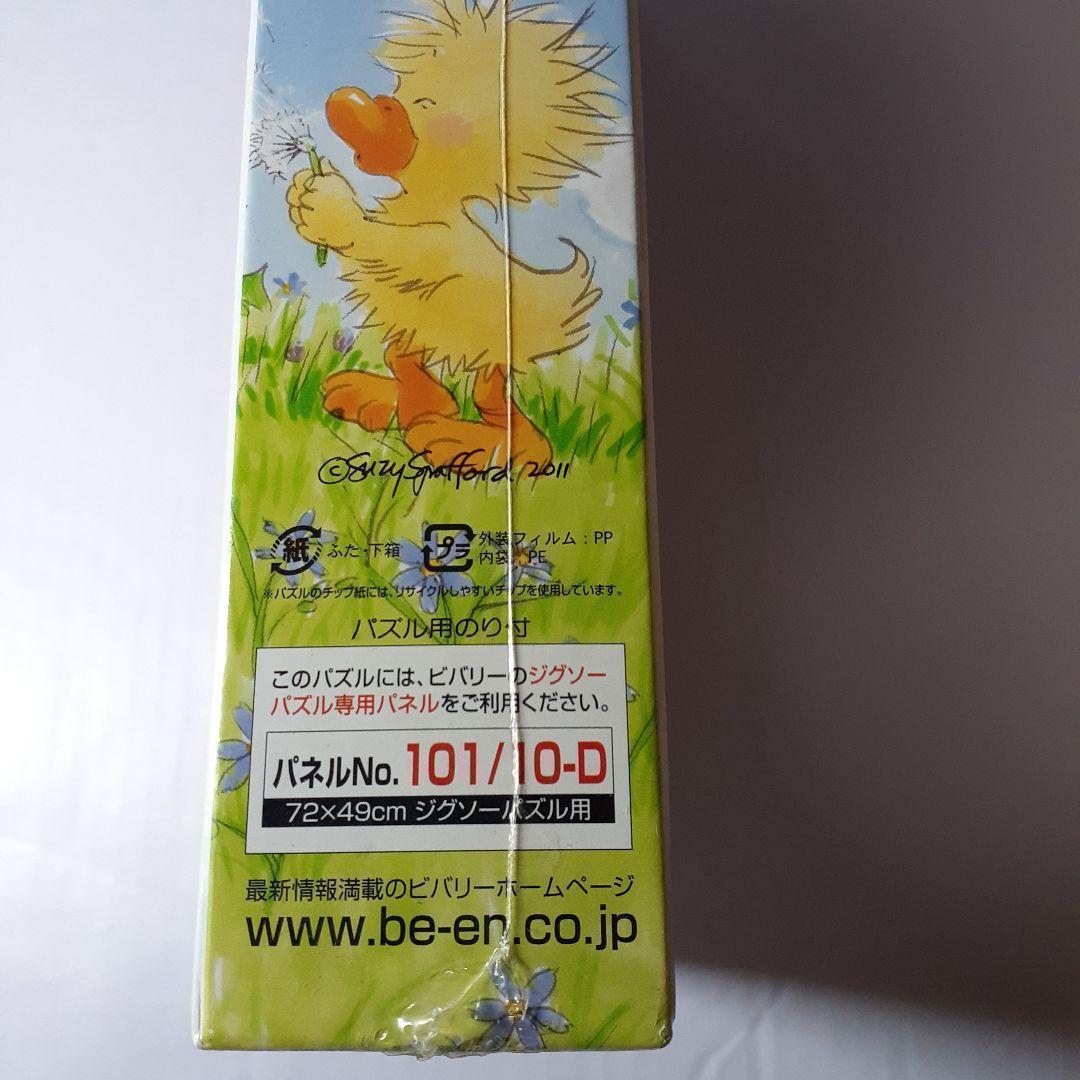 ©Suzy Spafford 2011
紙 ふた・下箱 プラ 外装フィルム：PP
内袋：PE
※パズルのチップ紙には、リサイクルしやすいチップを使用しています。
パズル用のり付
このパズルには、ビバリーのジグソー
パズル専用パネルをご利用ください。
パネルNo.101/10-D
72×49cm ジグソーパズル用
最新情報満載のビバリーホームページ
www.be-en.co.jp